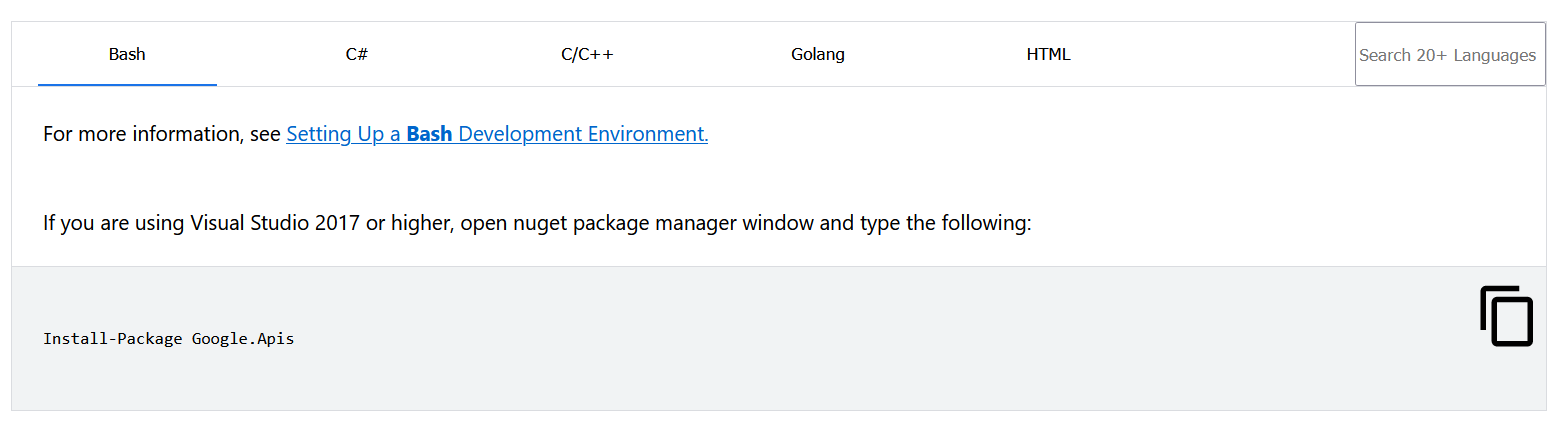 Bash C# C/C++ Golang HTML Search 20+ Languages
For more information, see Setting Up a Bash Development Environment.
If you are using Visual Studio 2017 or higher, open nuget package manager window and type the following:
Install-Package Google.Apis